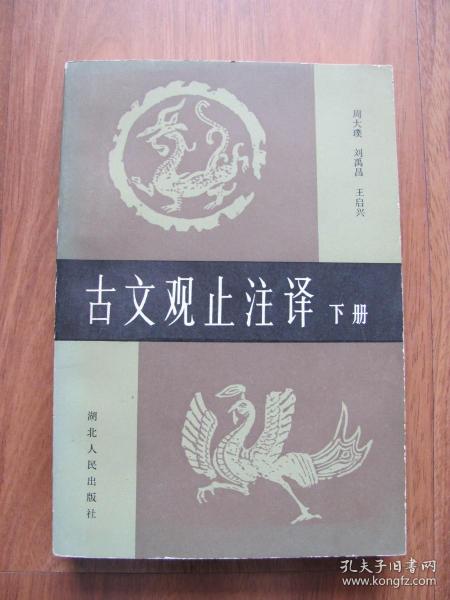 周大璞 刘禹昌 王启兴
古文观止注译 下册
湖北人民出版社
孔夫子旧书网
www.kongfz.com